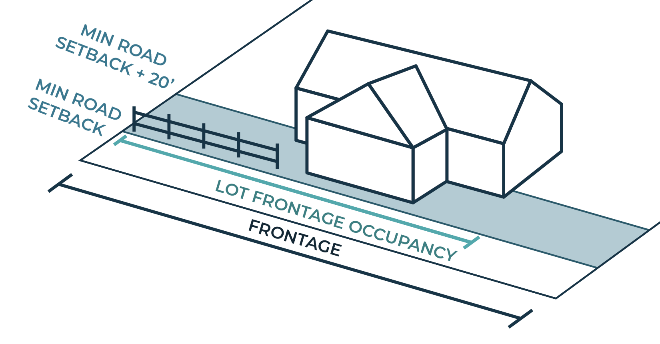 MIN ROAD
SETBACK + 20'
MIN ROAD
SETBACK
LOT FRONTAGE OCCUPANCY
FRONTAGE